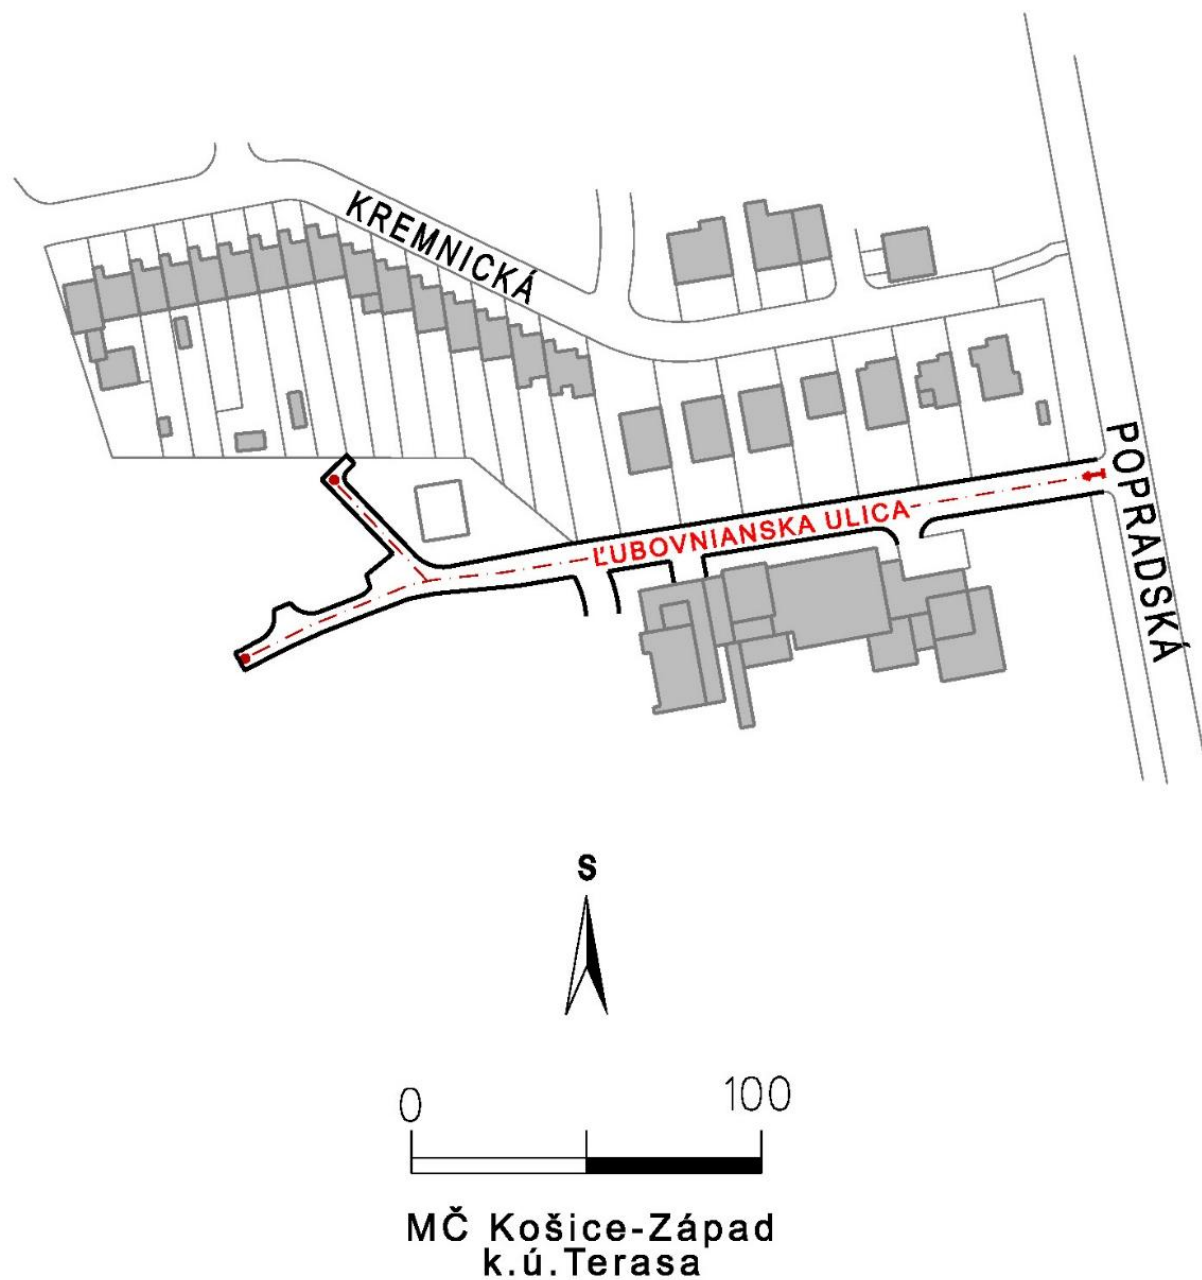 KREMNICKÁ
POPRADSKÁ
ĽUBOVNIANSKA ULICA
S
0 100
MČ Košice-Západ
k.ú.Terasa